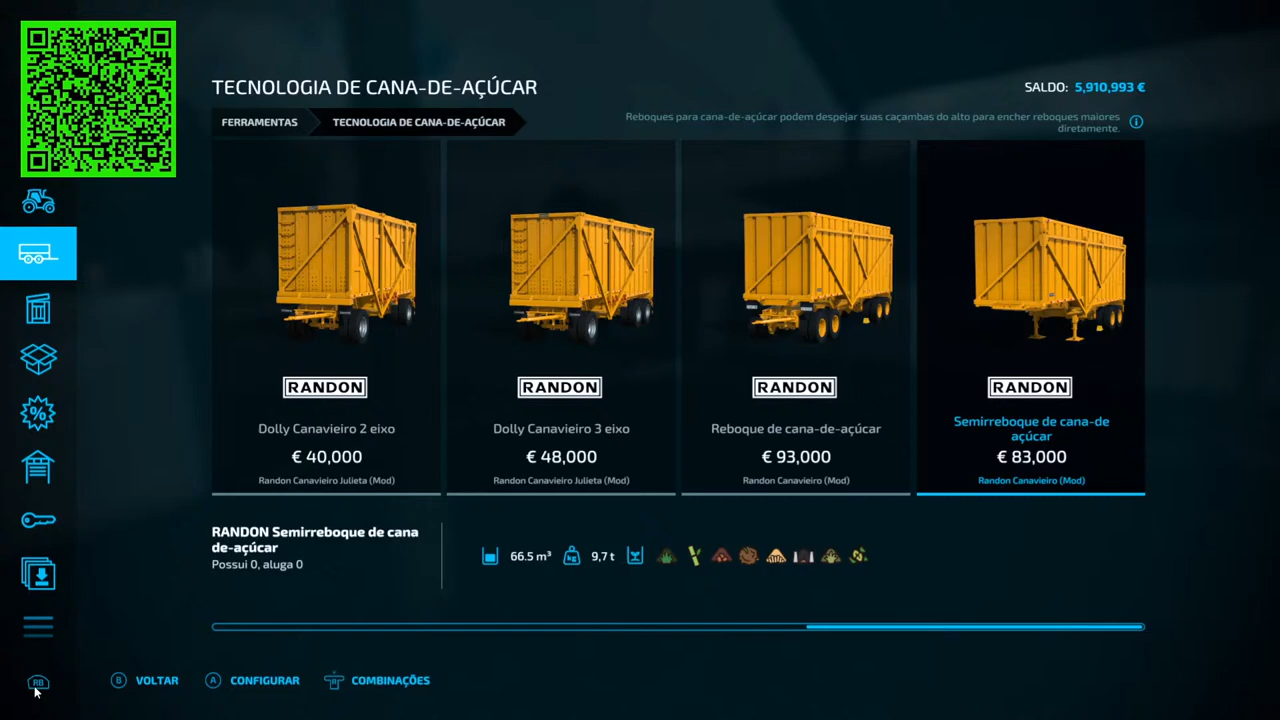 TECNOLOGIA DE CANA-DE-AÇÚCAR
SALDO: 5,910,993 €
FERRAMENTAS
TECNOLOGIA DE CANA-DE-AÇÚCAR
Reboques para cana-de-açúcar podem despejar suas caçambas do alto para encher reboques maiores
diretamente.
RANDON
Dolly Canavieiro 2 eixo
€ 40,000
Randon Canavieiro Julieta (Mod)
RANDON
Dolly Canavieiro 3 eixo
€ 48,000
Randon Canavieiro Julieta (Mod)
RANDON
Reboque de cana-de-açúcar
€ 93,000
Randon Canavieiro (Mod)
RANDON
Semirreboque de cana-de
açúcar
€ 83,000
Randon Canavieiro (Mod)
RANDON Semirreboque de cana
de-açúcar
Possui 0, aluga 0
66.5 m³
kg
9,7 t
RB
B VOLTAR
A CONFIGURAR
COMBINAÇÕES